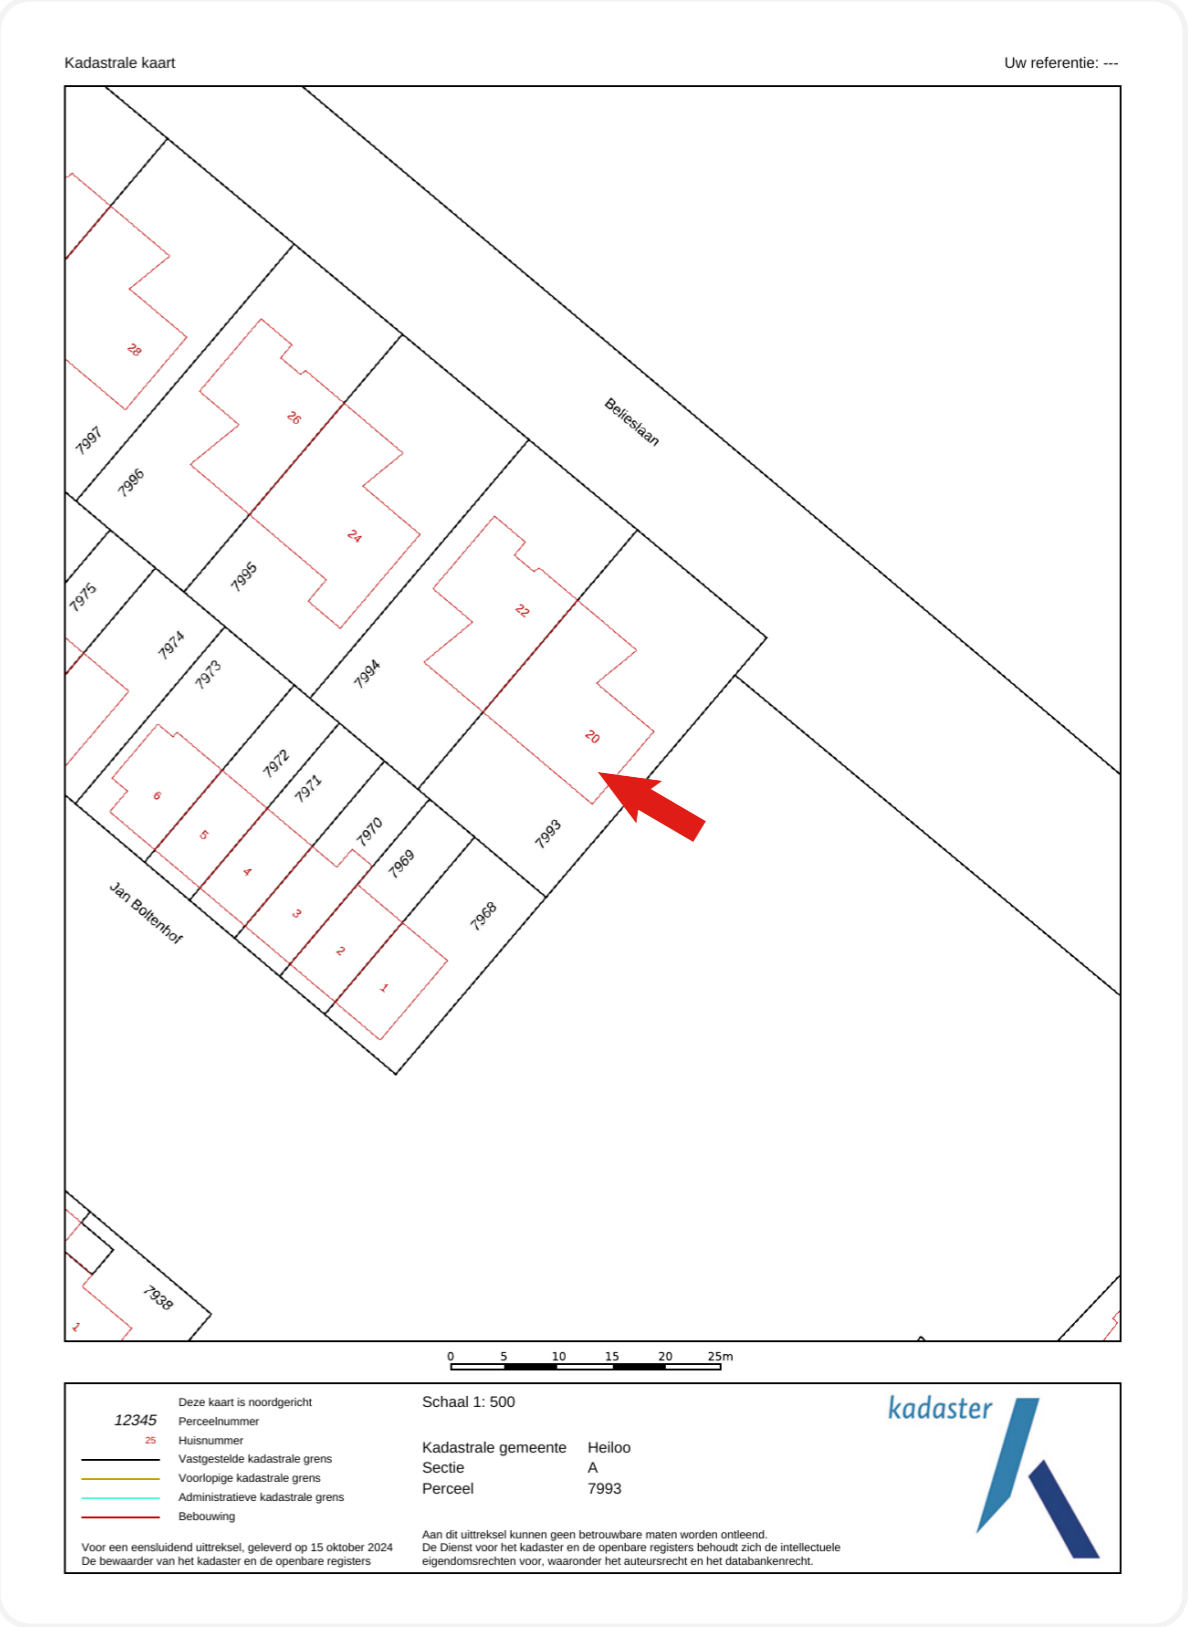 Kadastrale kaart
Uw referentie: ---
Belieslaan
28
26
7997
7996
24
7995
7975
22
7974
7973
7994
20
7972
7971
6
5
7970
7993
4
7969
3
7968
Jan Boltenhof
2
1
7938
1
0 5 10 15 20 25m
Deze kaart is noordgericht
12345 Perceelnummer
25 Huisnummer
Vastgestelde kadastrale grens
Voorlopige kadastrale grens
Administratieve kadastrale grens
Bebouwing
Voor een eensluidend uittreksel, geleverd op 15 oktober 2024
De bewaarder van het kadaster en de openbare registers
Schaal 1: 500
Kadastrale gemeente Heiloo
Sectie A
Perceel 7993
Aan dit uittreksel kunnen geen betrouwbare maten worden ontleend.
De Dienst voor het kadaster en de openbare registers behoudt zich de intellectuele
eigendomsrechten voor, waaronder het auteursrecht en het databankenrecht.
kadaster